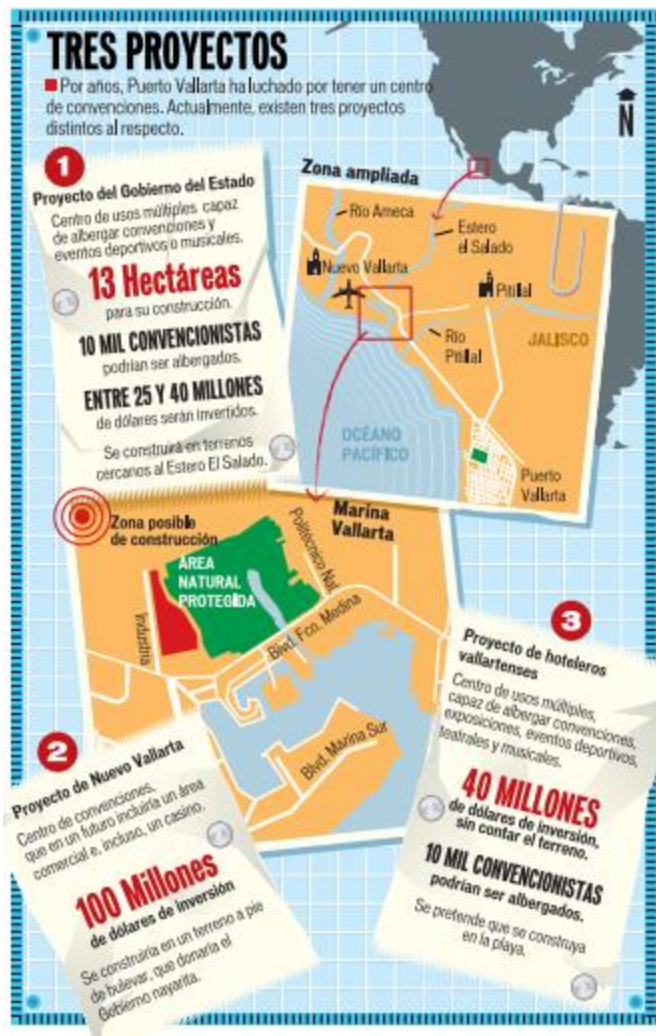 TRES PROYECTOS
Por años, Puerto Vallarta ha luchado por tener un centro
de convenciones. Actualmente, existen tres proyectos
distintos al respecto.
N
1
Proyecto del Gobierno del Estado
Centro de usos múltiples capaz
de albergar convenciones y
eventos deportivos o musicales.
13 Hectáreas
para su construcción.
10 MIL CONVENCIONISTAS
podrían ser albergados.
ENTRE 25 Y 40 MILLONES
de dólares serán invertidos.
Se construirá en terrenos
cercanos al Estero El Salado.
Zona ampliada
Río Ameca
Estero
el Salado
Nuevo Vallarta
Pitillal
Río
Pitillal
JALISCO
OCÉANO
PACÍFICO
Puerto
Vallarta
Zona posible
de construcción
Marina
Vallarta
ÁREA
NATURAL
PROTEGIDA
Politécnico Nal.
Industria
Blvd. Fco. Medina
Blvd. Marina Sur
2
Proyecto de Nuevo Vallarta
Centro de convenciones,
que en un futuro incluiría un área
comercial e, incluso, un casino.
100 Millones
de dólares de inversión
Se construiría en un terreno a pie
de bulevar, que donaría el
Gobierno nayarita.
3
Proyecto de hoteleros
vallartenses
Centro de usos múltiples,
capaz de albergar convenciones,
exposiciones, eventos deportivos,
teatrales y musicales.
40 MILLONES
de dólares de inversión,
sin contar el terreno.
10 MIL CONVENCIONISTAS
podrían ser albergados.
Se pretende que se construya
en la playa.